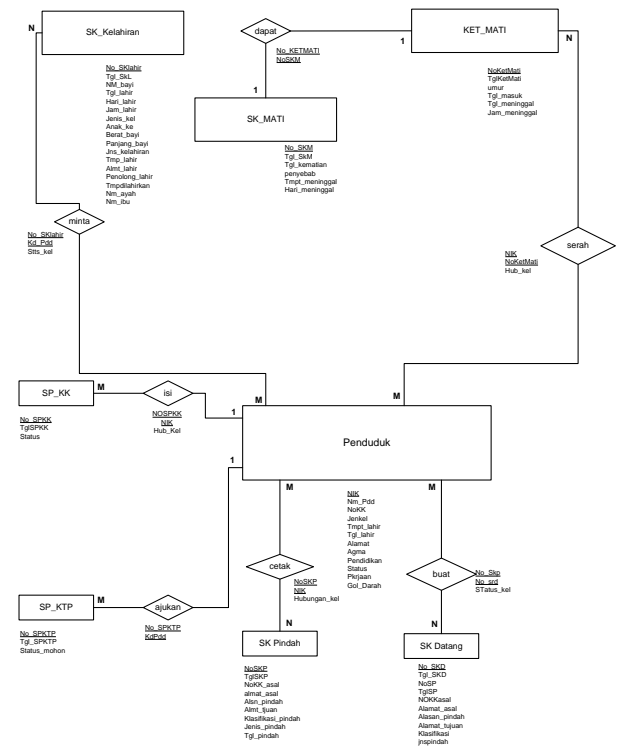 N
SK_Kelahiran
No_SKlahir
Tgl_SkL
NM_bayi
Tgl_lahir
Hari_lahir
Jam_lahir
Jenis_kel
Anak_ke
Berat_bayi
Panjang_bayi
Jns_kelahiran
Tmp_lahir
Almt_lahir
Penolong_lahir
Tmpdilahirkan
Nm_ayah
Nm_ibu
dapat
No_KETMATI
NoSKM
1
KET_MATI
N
NoKetMati
TglKetMati
umur
Tgl_masuk
Tgl_meninggal
Jam_meninggal
1
SK_MATI
No_SKM
Tgl_SkM
Tgl_kematian
penyebab
Tmpt_meninggal
Hari_meninggal
minta
No_SKlahir
Kd_Pdd
Stts_kel
serah
NIK
NoKetMati
Hub_kel
SP_KK
M
isi
No_SPKK
TglSPKK
Status
NOSPKK
NIK
Hub_Kel
1
M
M
Penduduk
1
M
M
NIK
Nm_Pdd
NoKK
Jenkel
Tmpt_lahir
Tgl_lahir
Alamat
Agma
Pendidikan
Status
Pkrjaan
Gol_Darah
cetak
NoSKP
NIK
Hubungan_kel
buat
No_Skp
No_srd
STatus_kel
SP_KTP
M
ajukan
No_SPKTP
Tgl_SPKTP
Status_mohon
No_SPKTP
KdPdd
N
SK Pindah
NoSKP
TglSKP
NoKK_asal
almat_asal
Alsn_pindah
Almt_tjuan
Klasifikasi_pindah
Jenis_pindah
Tgl_pindah
N
SK Datang
No_SKD
Tgl_SKD
NoSP
TglSP
NOKKasal
Alamat_asal
Alasan_pindah
Alamat_tujuan
Klasifikasi
jnspindah